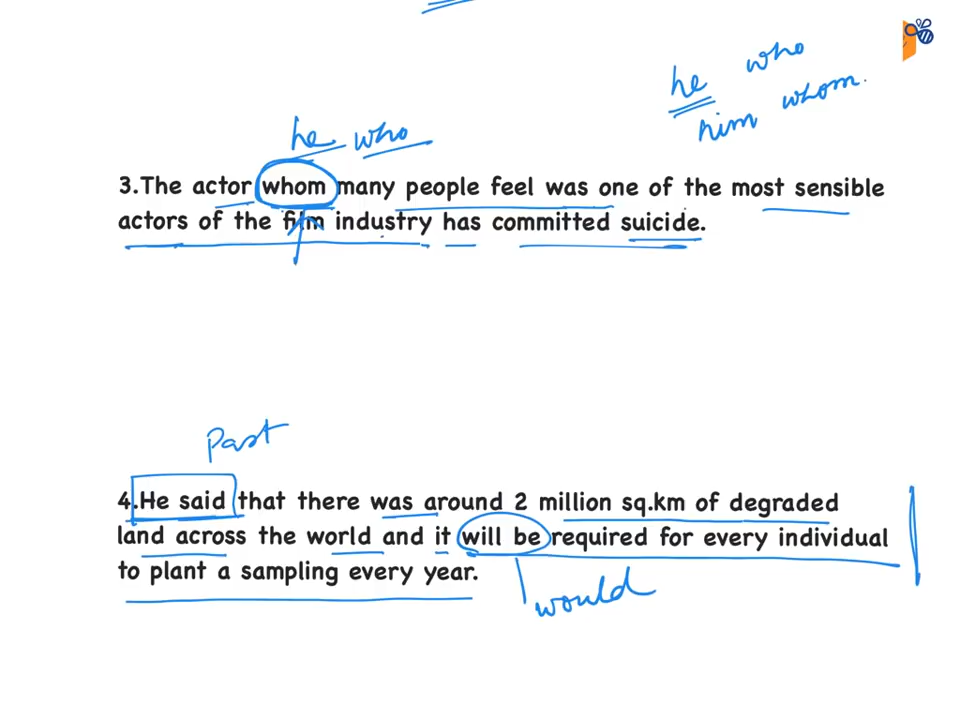 he who
him whom.
he who
3.The actor whom many people feel was one of the most sensible
actors of the film industry has committed suicide.
Past
4.He said that there was around 2 million sq.km of degraded
land across the world and it will be required for every individual
to plant a sampling every year.
would